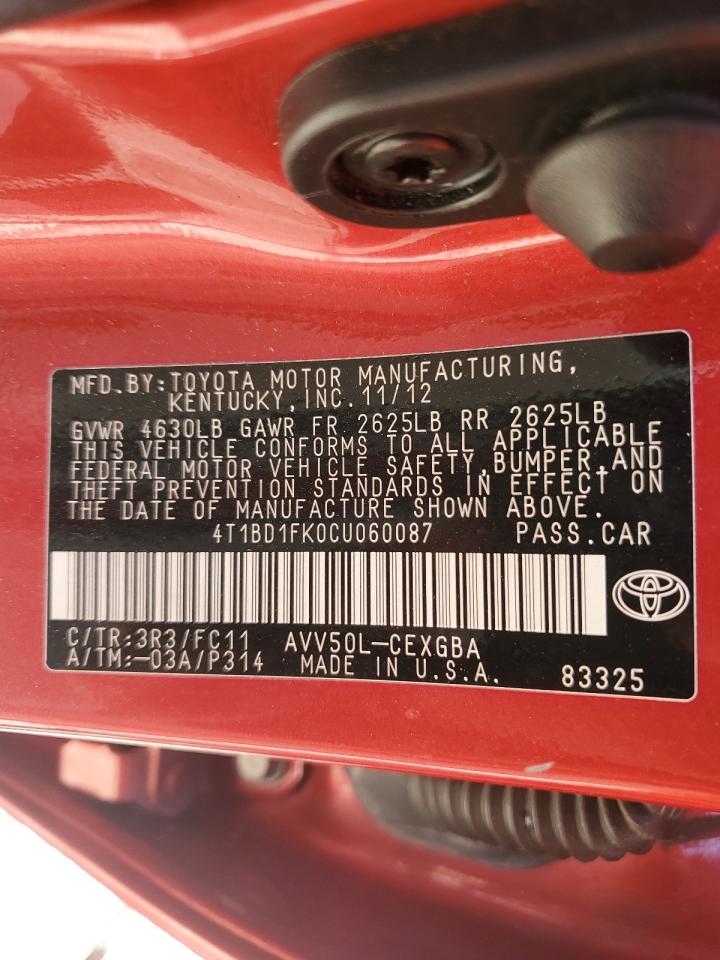 MFD.BY:TOYOTA MOTOR MANUFACTURING,
KENTUCKY,INC.11/12
GVWR 4630LB GAWR FR 2625LB RR 2625LB
THIS VEHICLE CONFORMS TO ALL APPLICABLE
FEDERAL MOTOR VEHICLE SAFETY,BUMPER,AND
THEFT PREVENTION STANDARDS IN EFFECT ON
THE DATE OF MANUFACTURE SHOWN ABOVE.
4T1BD1FK0CU060087 PASS.CAR
C/TR:3R3/FC11 AVV50L-CEXGBA
A/TM:-03A/P314 MADE IN U.S.A. 83325